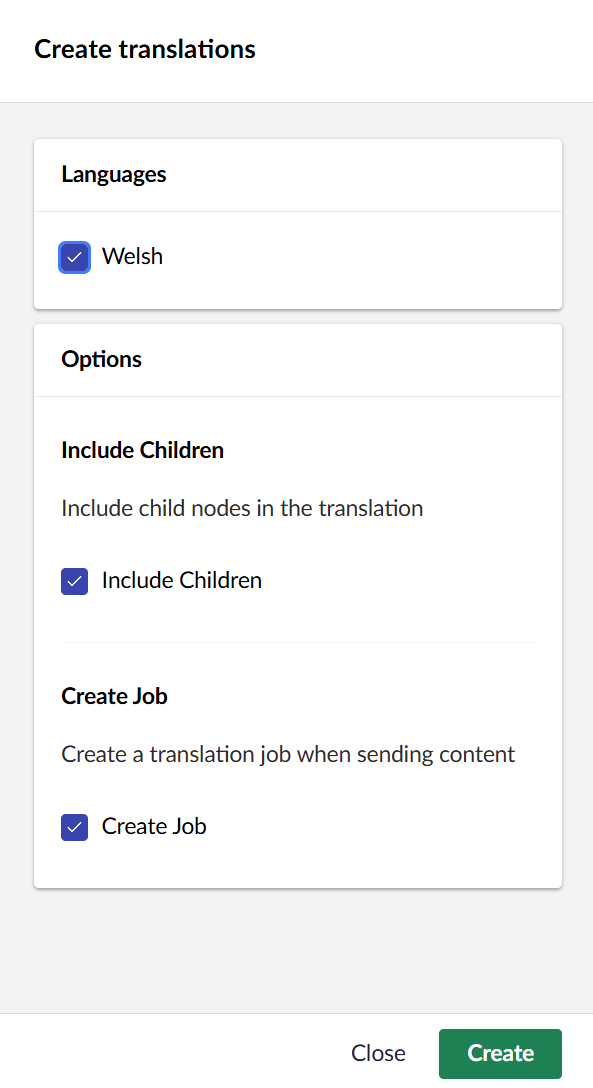 Create translations
Languages
Welsh
Options
Include Children
Include child nodes in the translation
Include Children
Create Job
Create a translation job when sending content
Create Job
Close
Create